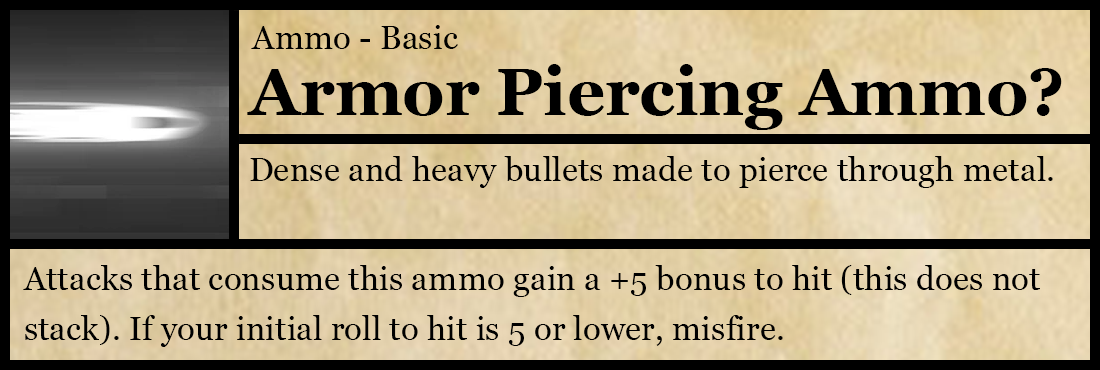 Ammo - Basic
Armor Piercing Ammo?
Dense and heavy bullets made to pierce through metal.
Attacks that consume this ammo gain a +5 bonus to hit (this does not
stack). If your initial roll to hit is 5 or lower, misfire.